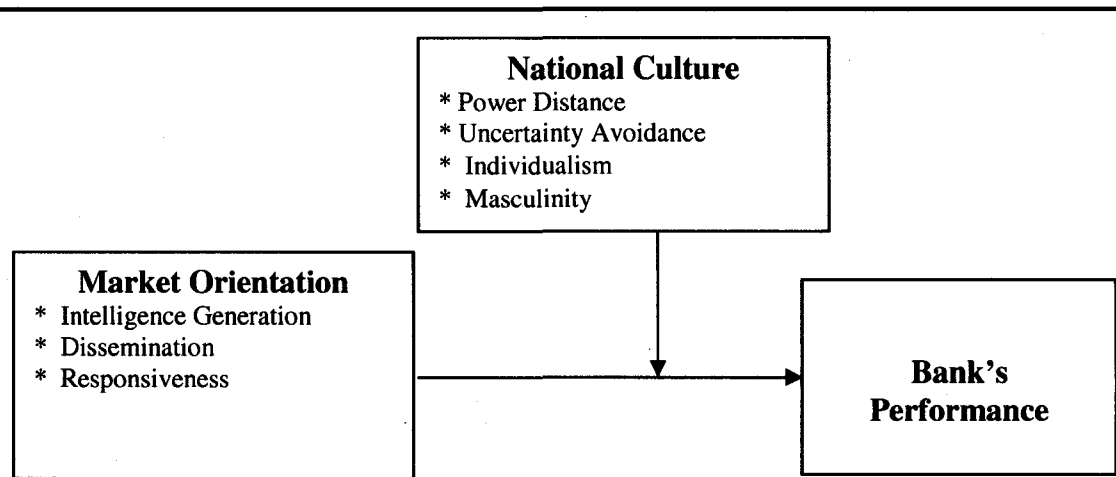 National Culture
* Power Distance
* Uncertainty Avoidance
* Individualism
* Masculinity
Market Orientation
* Intelligence Generation
* Dissemination
* Responsiveness
Bank's
Performance